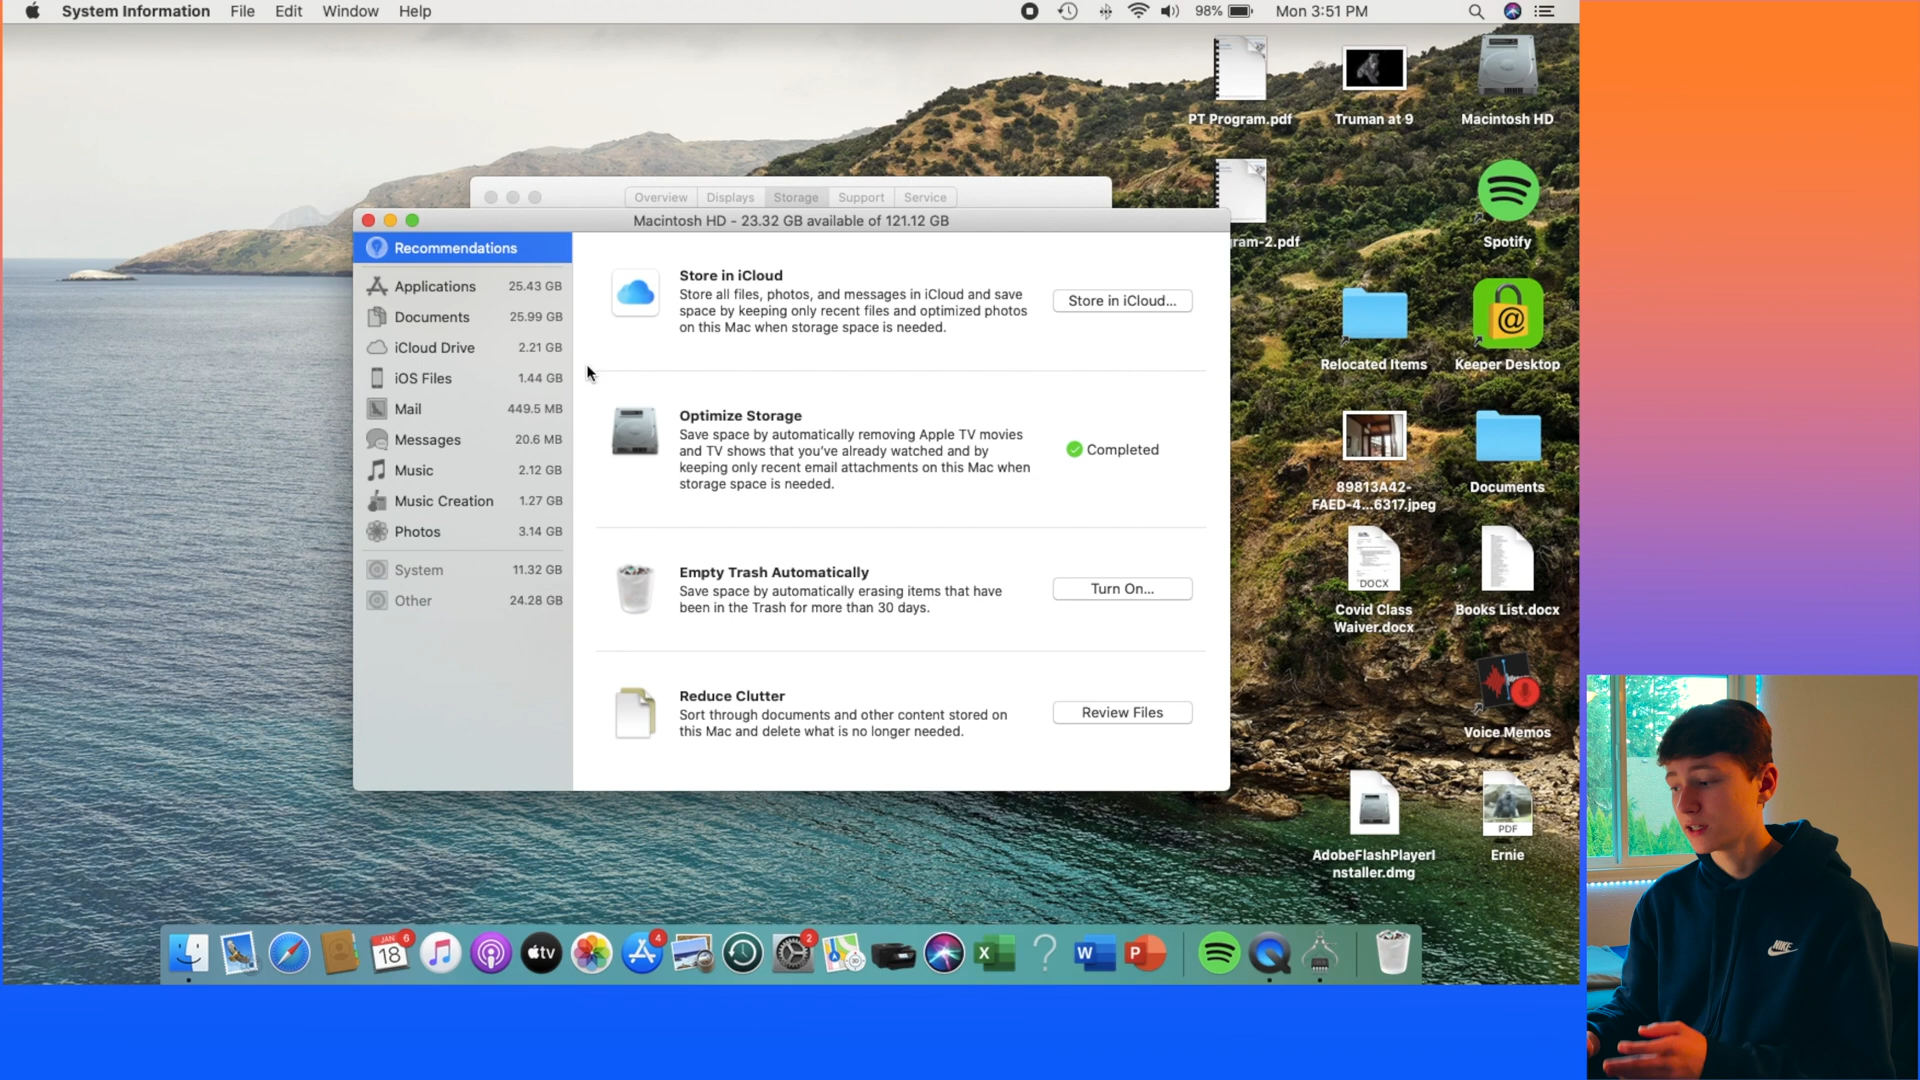 System Information File Edit Window Help
98% Mon 3:51 PM
PT Program.pdf
Truman at 9
Macintosh HD
ram-2.pdf
Spotify
Relocated Items
Keeper Desktop
89813A42-
FAED-4...6317.jpeg
Documents
DOCX
Covid Class
Waiver.docx
Books List.docx
Voice Memos
AdobeFlashPlayerI
nstaller.dmg
PDF
Ernie
Overview Displays Storage Support Service
Macintosh HD - 23.32 GB available of 121.12 GB
Recommendations
Applications 25.43 GB
Documents 25.99 GB
iCloud Drive 2.21 GB
iOS Files 1.44 GB
Mail 449.5 MB
Messages 20.6 MB
Music 2.12 GB
Music Creation 1.27 GB
Photos 3.14 GB
System 11.32 GB
Other 24.28 GB
Store in iCloud
Store all files, photos, and messages in iCloud and save
space by keeping only recent files and optimized photos
on this Mac when storage space is needed.
Store in iCloud...
Optimize Storage
Save space by automatically removing Apple TV movies
and TV shows that you've already watched and by
keeping only recent email attachments on this Mac when
storage space is needed.
Completed
Empty Trash Automatically
Save space by automatically erasing items that have
been in the Trash for more than 30 days.
Turn On...
Reduce Clutter
Sort through documents and other content stored on
this Mac and delete what is no longer needed.
Review Files
JAN
18
6
tv
4
2
X
W
P
NIKE